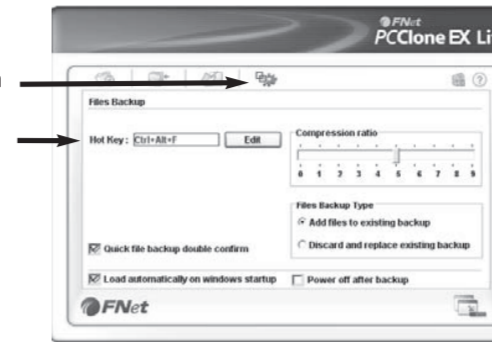 FNet
PCClone EX Li
Files Backup
Hot Key : Ctrl+Alt+F Edit
Compression ratio
0 1 2 3 4 5 6 7 8 9
Files Backup Type
Add files to existing backup
Discard and replace existing backup
Quick file backup double confirm
Load automatically on windows startup Power off after backup
FNet